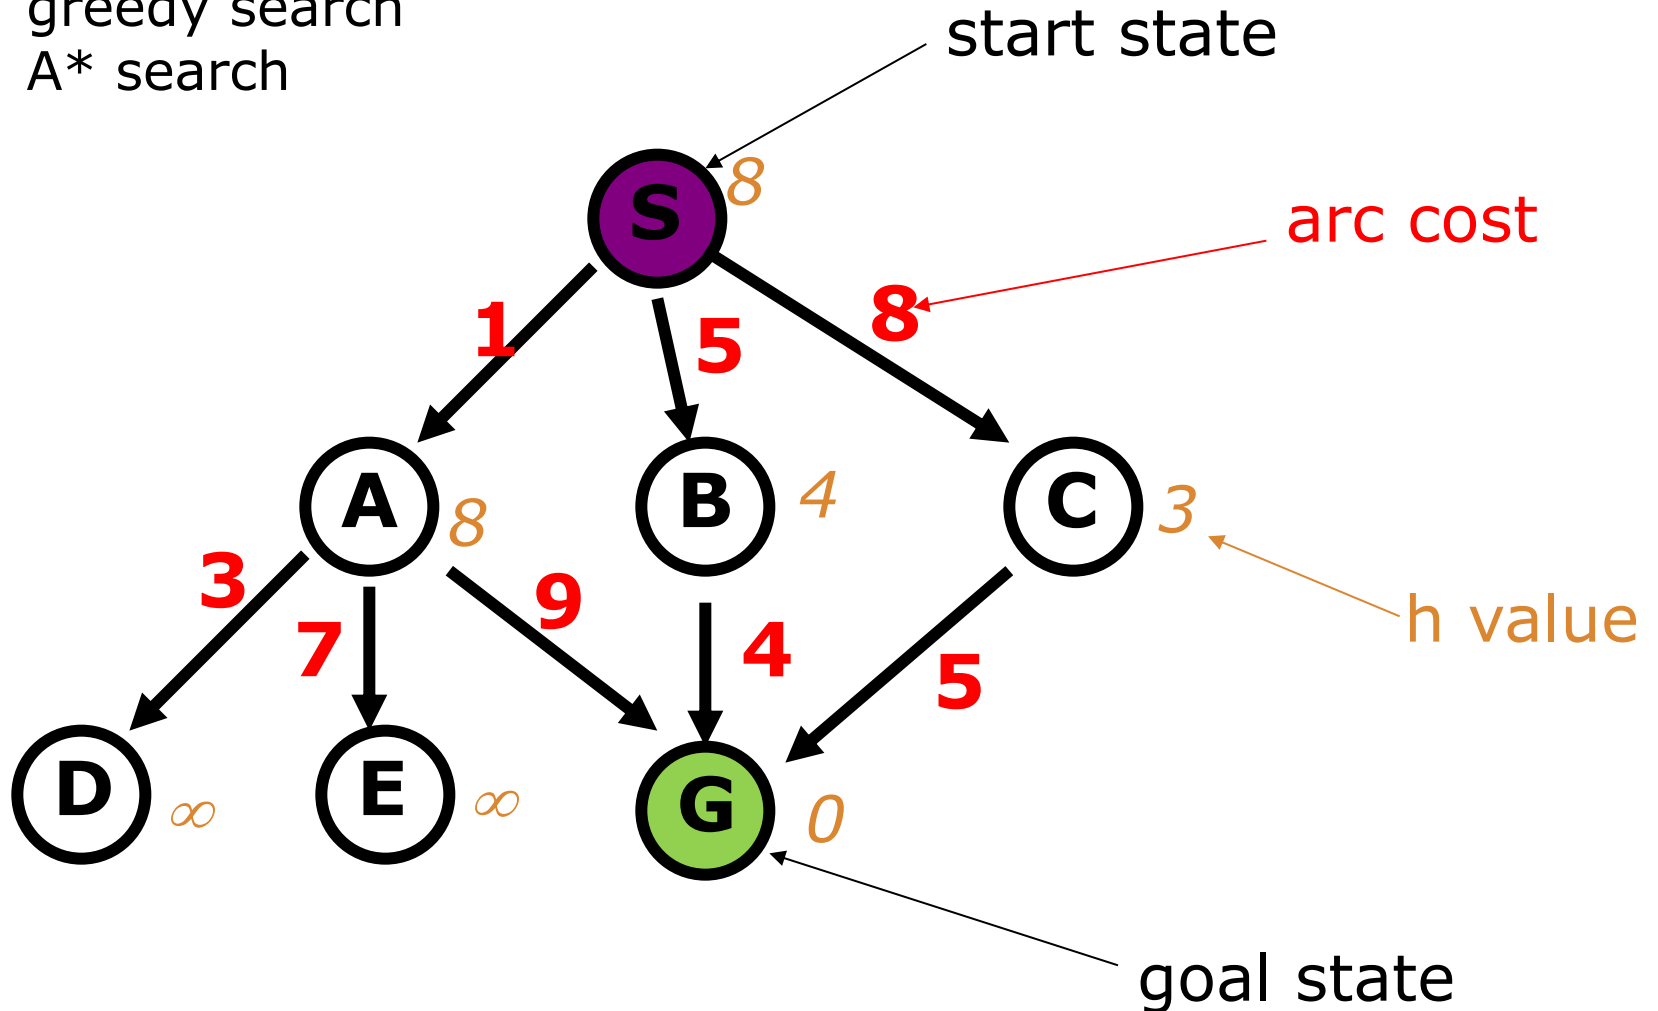 greedy search
A* search
start state
S
8
arc cost
1
5
8
A
8
B
4
C
3
3
7
9
4
5
h value
D
∞
E
∞
G
0
goal state